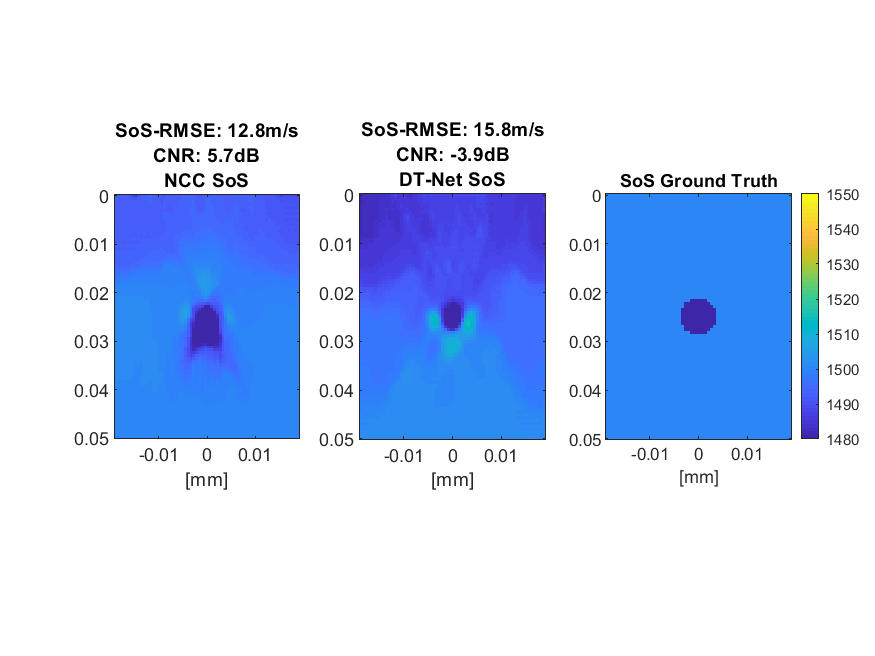 SoS-RMSE: 12.8m/s
CNR: 5.7dB
NCC SoS
0
0.01
0.02
0.03
0.04
0.05
-0.01 0 0.01
[mm]
SoS-RMSE: 15.8m/s
CNR: -3.9dB
DT-Net SoS
0
0.01
0.02
0.03
0.04
0.05
-0.01 0 0.01
[mm]
SoS Ground Truth
0
0.01
0.02
0.03
0.04
0.05
-0.01 0 0.01
[mm]
1550
1540
1530
1520
1510
1500
1490
1480